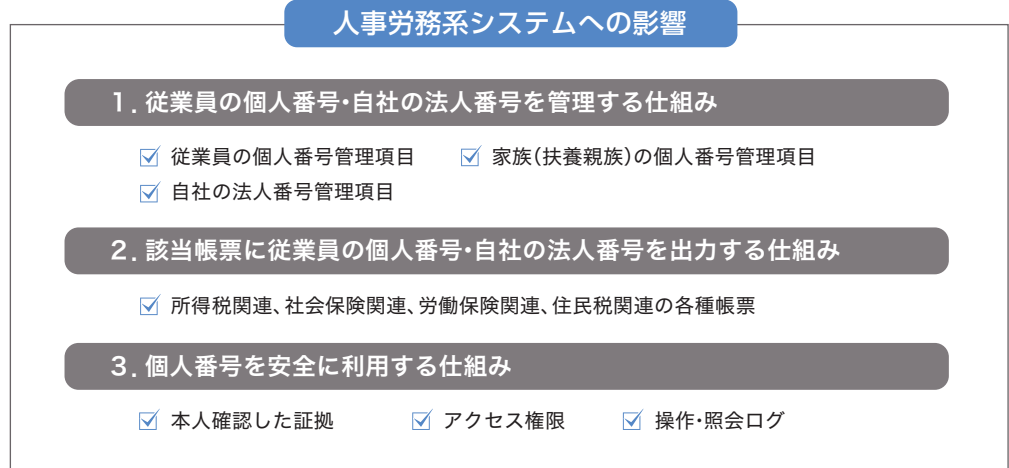 人事労務系システムへの影響
1．従業員の個人番号・自社の法人番号を管理する仕組み
従業員の個人番号管理項目 家族（扶養親族）の個人番号管理項目
自社の法人番号管理項目
2．該当帳票に従業員の個人番号・自社の法人番号を出力する仕組み
所得税関連、社会保険関連、労働保険関連、住民税関連の各種帳票
3．個人番号を安全に利用する仕組み
本人確認した証拠 アクセス権限 操作・照会ログ